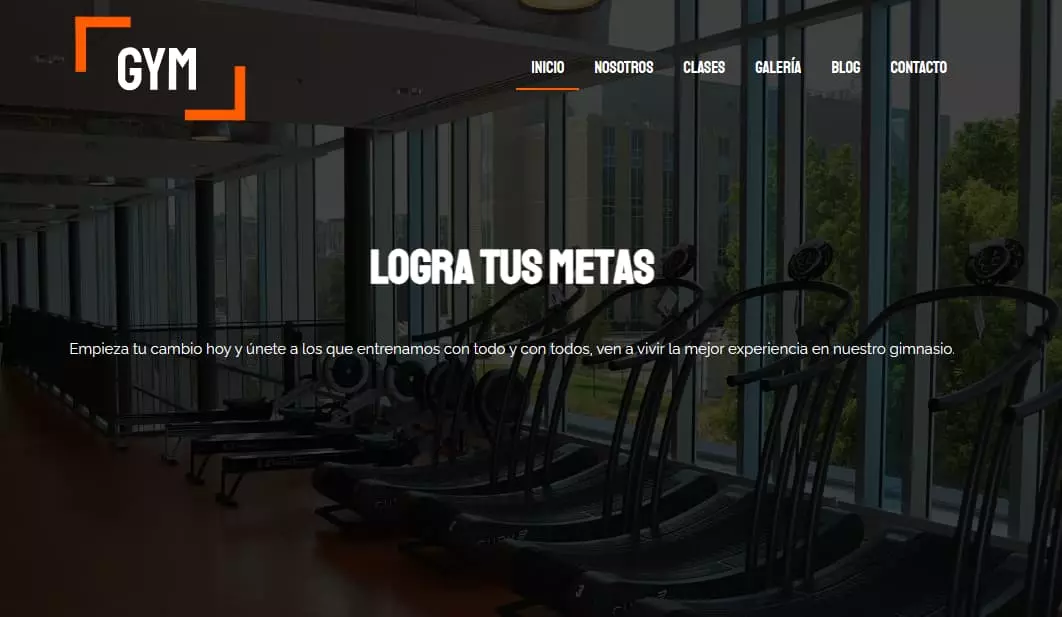 GYM
INICIO NOSOTROS CLASES GALERÍA BLOG CONTACTO
LOGRA TUS METAS
Empieza tu cambio hoy y únete a los que entrenamos con todo y con todos, ven a vivir la mejor experiencia en nuestro gimnasio.